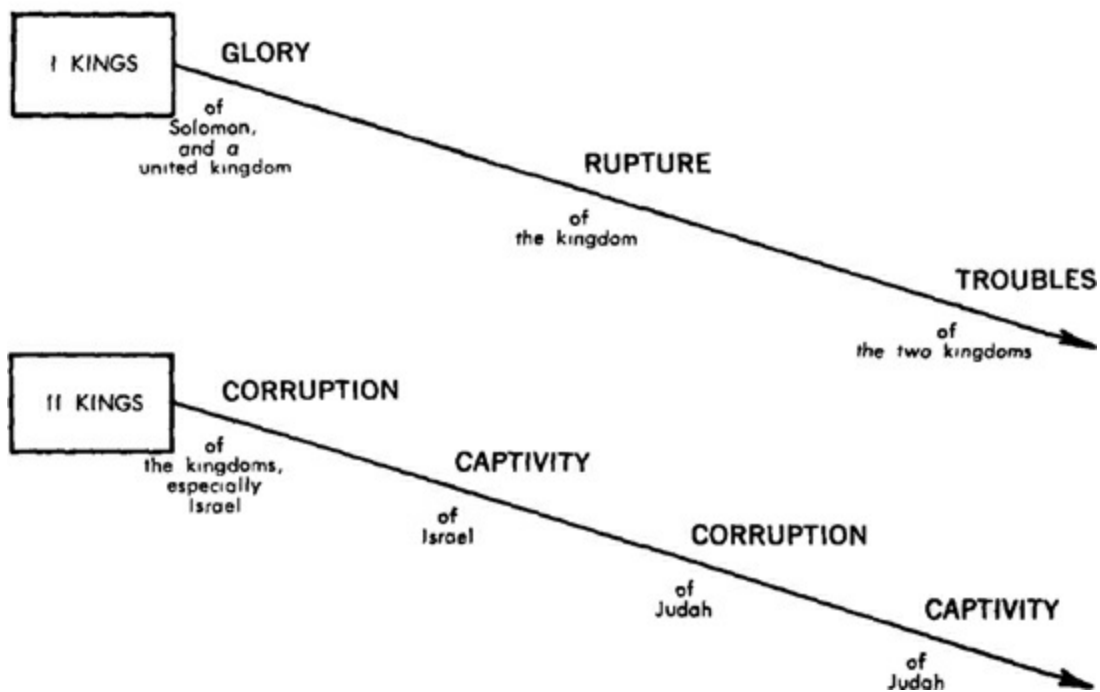 I KINGS
GLORY
of
Solomon,
and a
united kingdom
RUPTURE
of
the kingdom
TROUBLES
of
the two kingdoms
II KINGS
CORRUPTION
of
the kingdoms,
especially
Israel
CAPTIVITY
of
Israel
CORRUPTION
of
Judah
CAPTIVITY
of
Judah